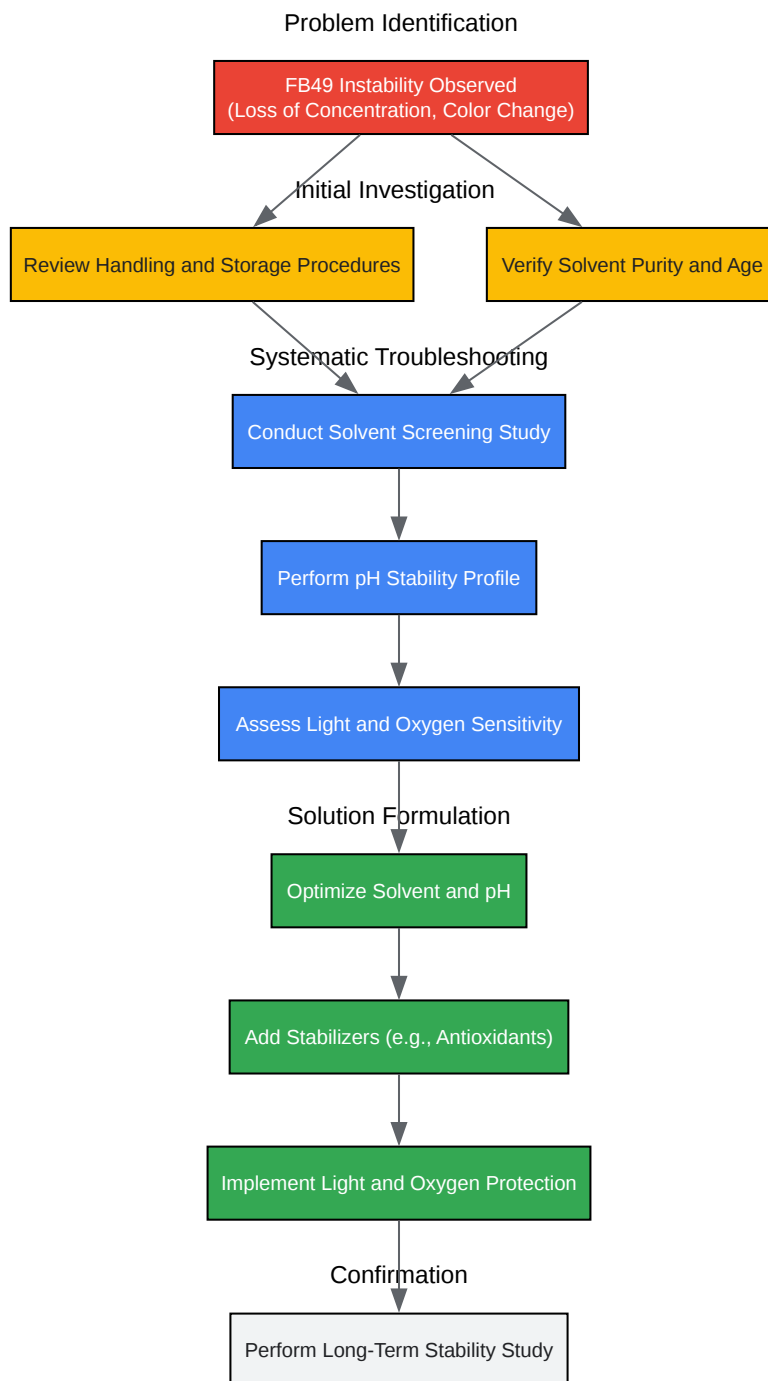 Problem Identification
FB49 Instability Observed
(Loss of Concentration, Color Change)
Initial Investigation
Review Handling and Storage Procedures
Verify Solvent Purity and Age
Systematic Troubleshooting
Conduct Solvent Screening Study
Perform pH Stability Profile
Assess Light and Oxygen Sensitivity
Solution Formulation
Optimize Solvent and pH
Add Stabilizers (e.g., Antioxidants)
Implement Light and Oxygen Protection
Confirmation
Perform Long-Term Stability Study